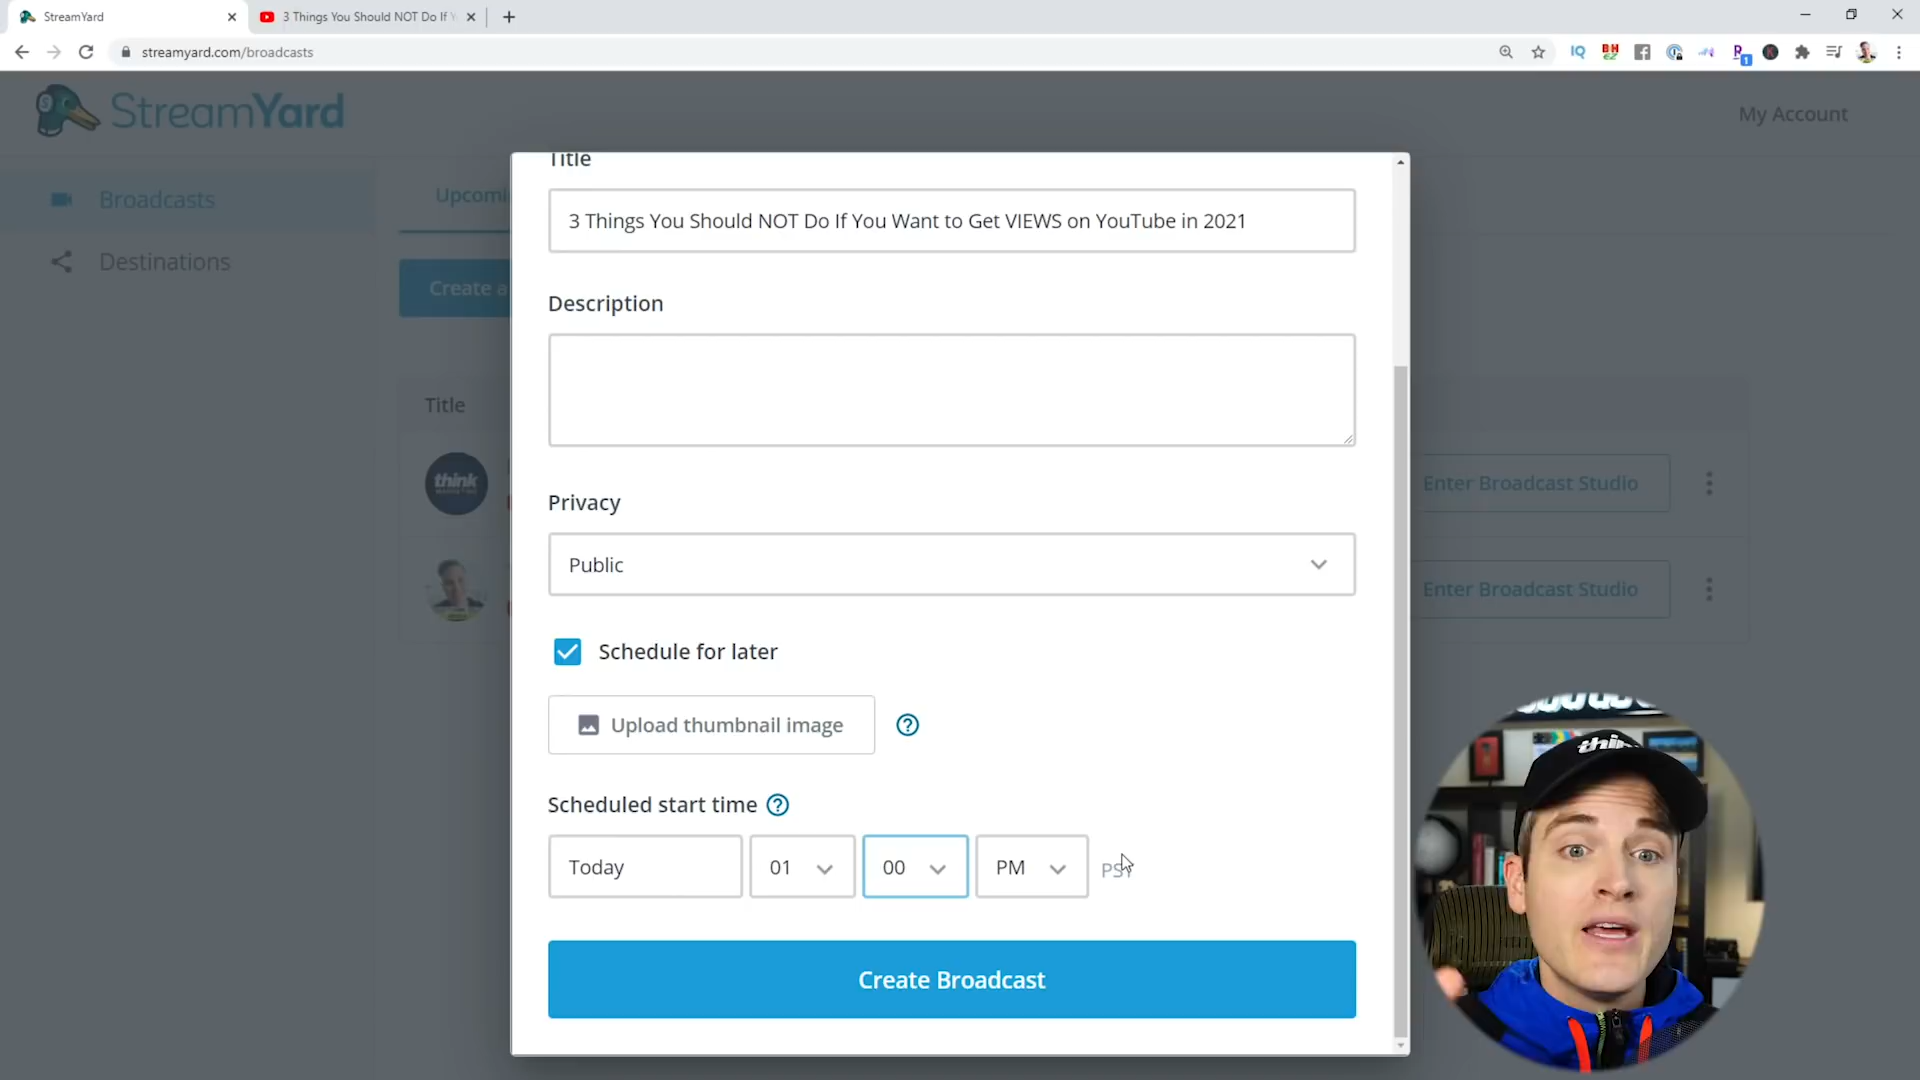 StreamYard
3 Things You Should NOT Do If Y
streamyard.com/broadcasts
StreamYard
My Account
Broadcasts
Destinations
Upcomi
Create a
Title
3 Things You Should NOT Do If You Want to Get VIEWS on YouTube in 2021
Description
Title
think
Enter Broadcast Studio
Privacy
Public
Enter Broadcast Studio
Schedule for later
Upload thumbnail image
Scheduled start time
Today
01
00
PM
PST
Create Broadcast